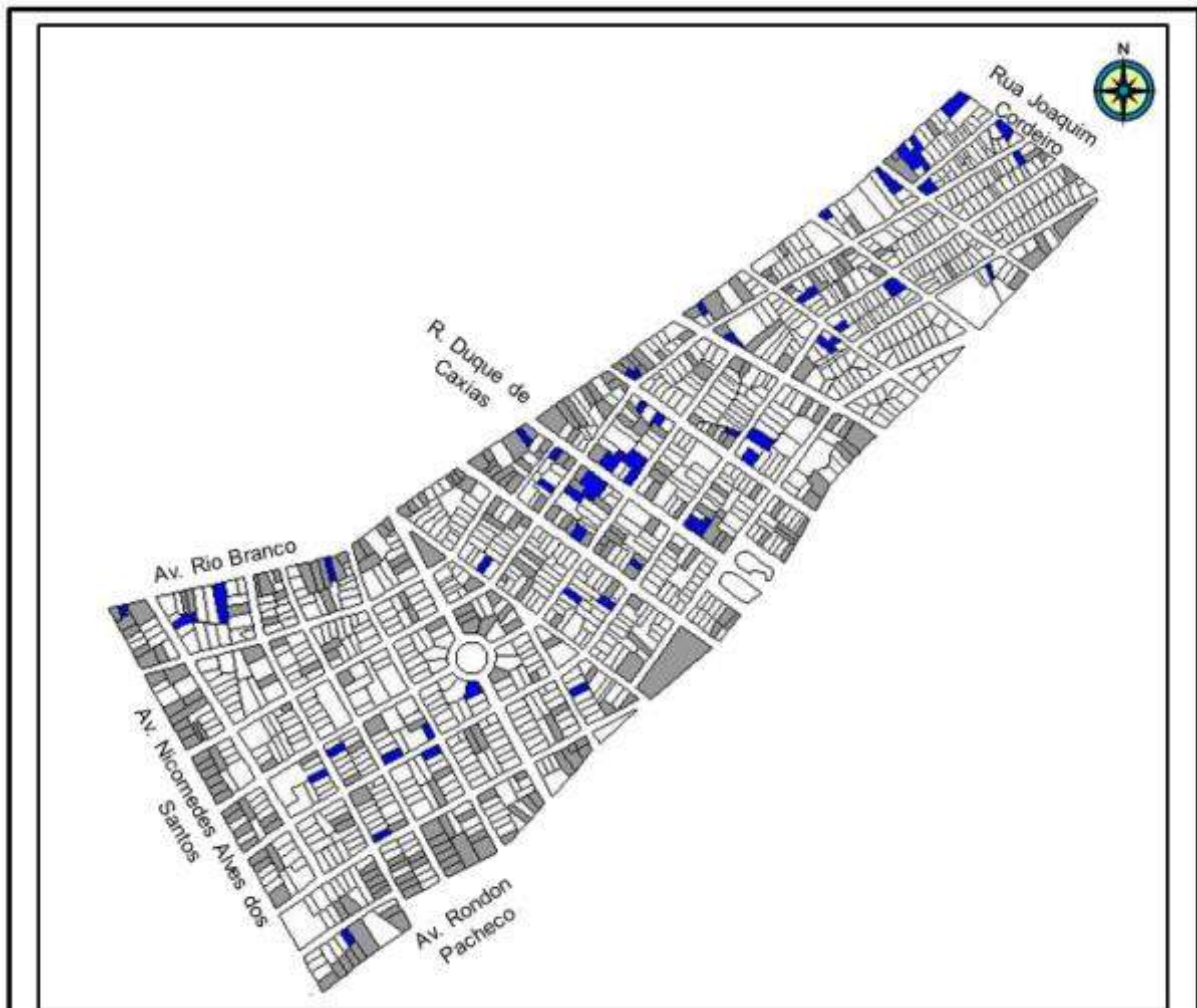 N
Rua Joaquim
Cordeiro
R. Duque de
Caxias
Av. Rio Branco
Av. Nicomedes Alves dos
Santos
Av. Rondon
Pacheco